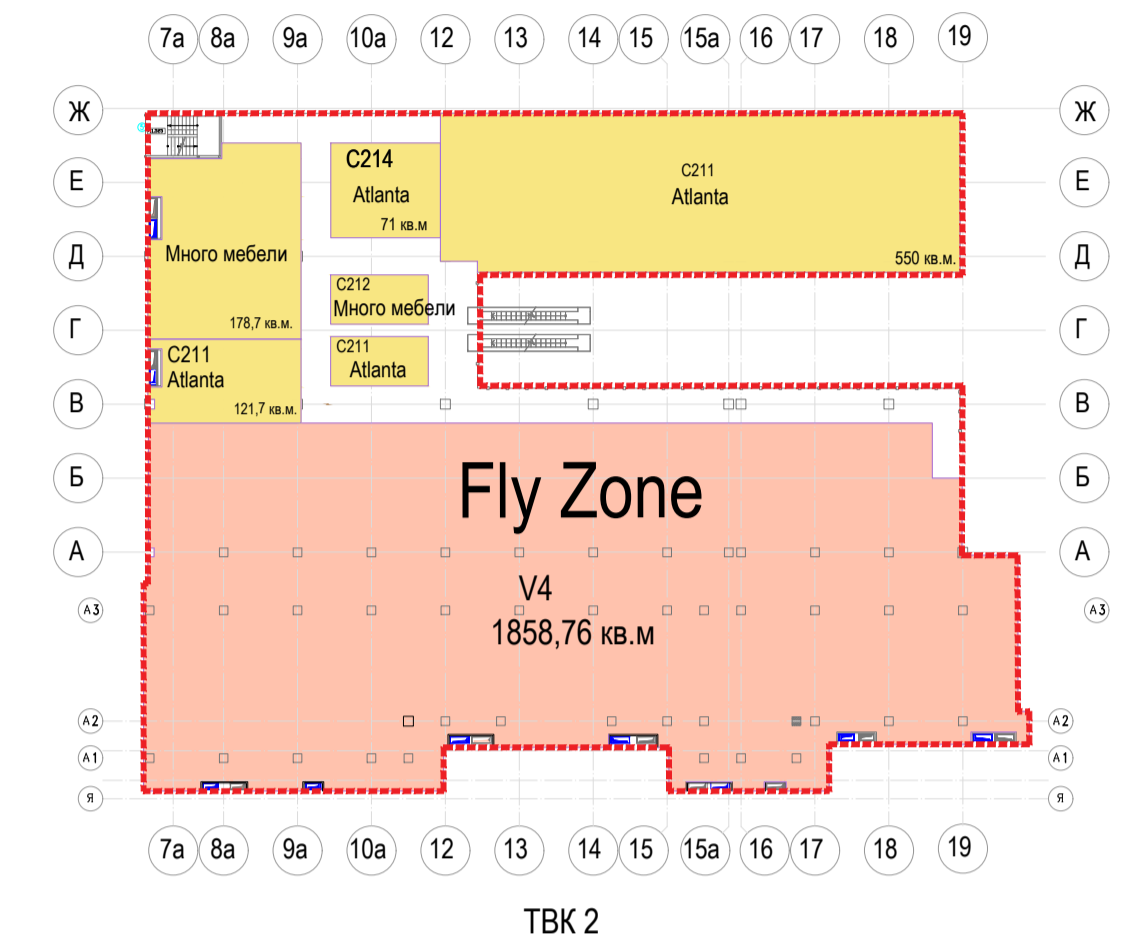 7а 8а 9а 10а 12 13 14 15 15а 16 17 18 19
Ж Ж
Е Е
Д Д
Г Г
В В
Б Б
А А
А3 А3
А2 А2
А1 А1
Я Я
С214
Atlanta
71 кв.м
С211
Atlanta
550 кв.м.
Много мебели
178,7 кв.м.
С212
Много мебели
С211
Atlanta
С211
Atlanta
121,7 кв.м.
Fly Zone
V4
1858,76 кв.м
7а 8а 9а 10а 12 13 14 15 15а 16 17 18 19
ТВК 2